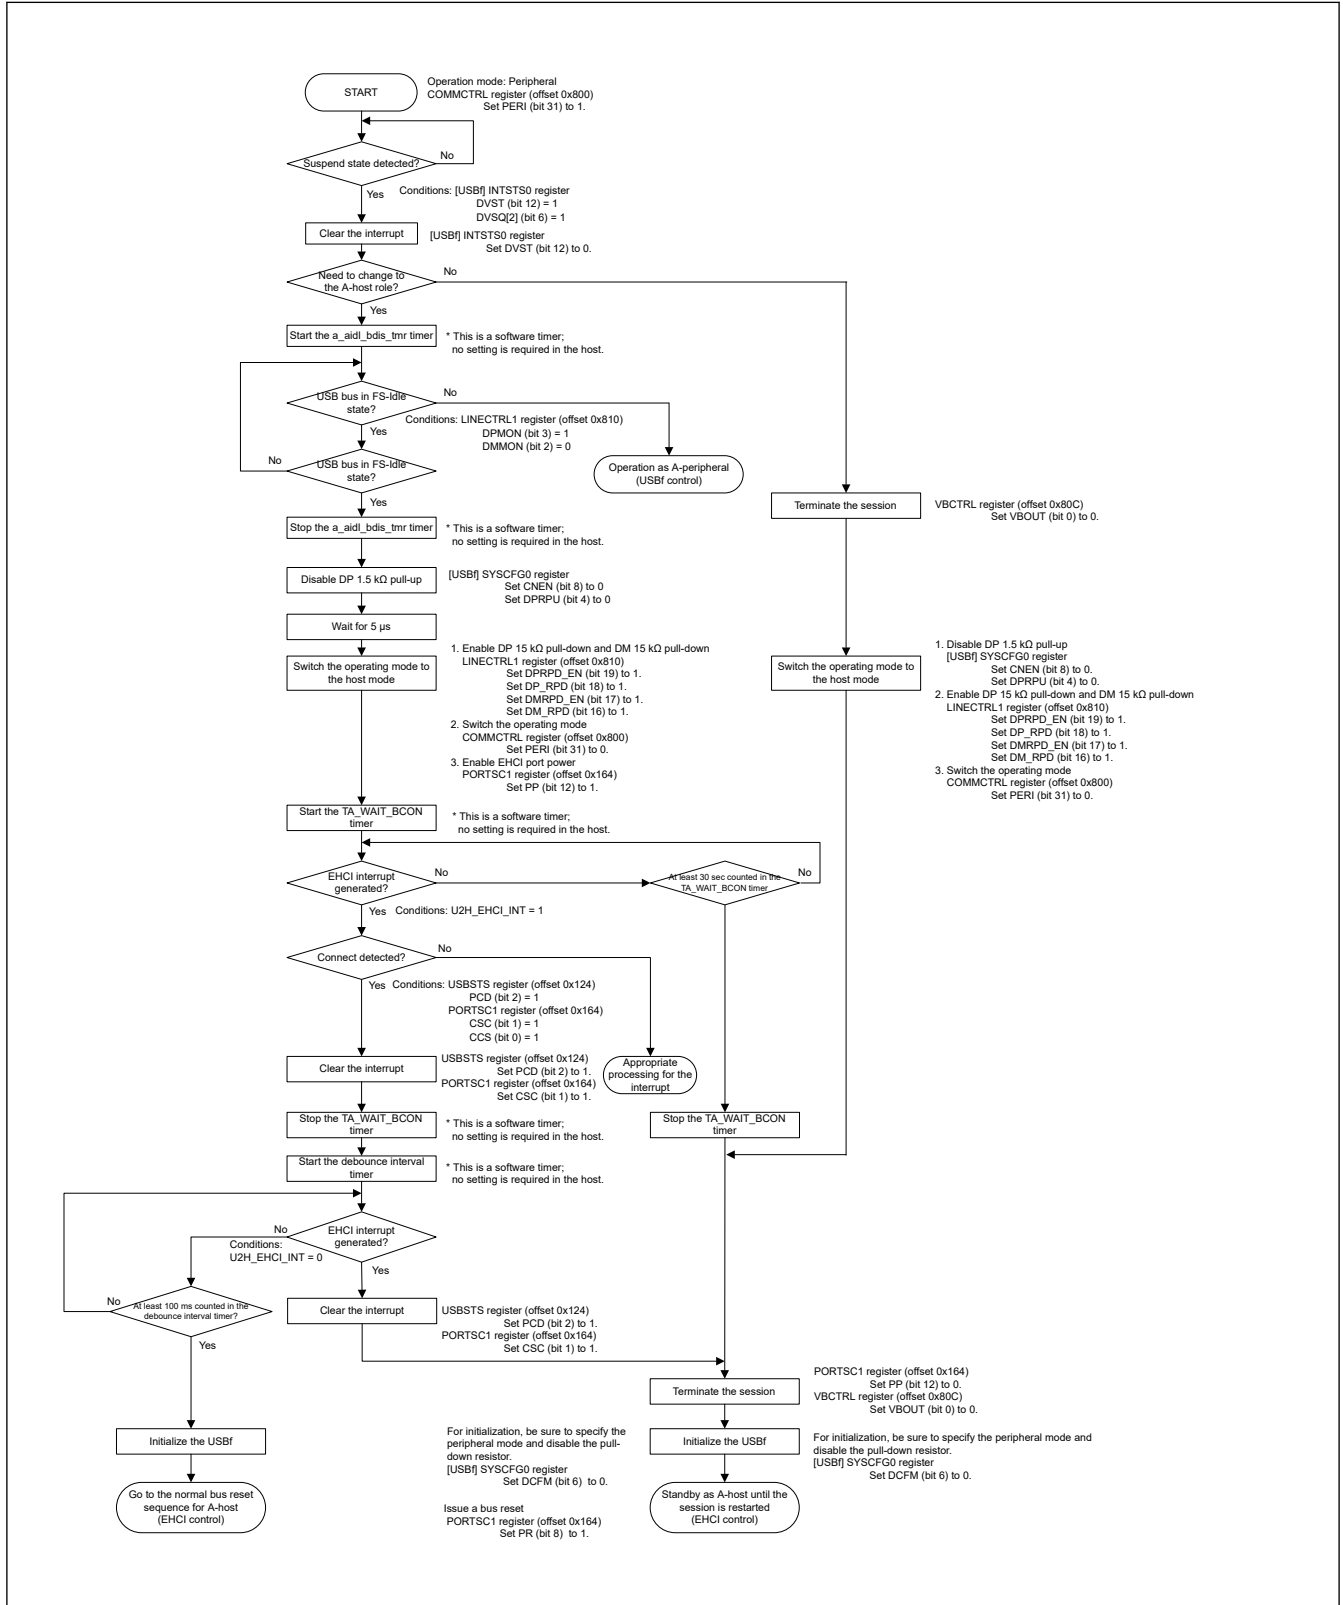 START
Operation mode: Peripheral
COMMCTRL register (offset 0x800)
Set PERI (bit 31) to 1.
Suspend state detected?
No
Yes
Conditions: [USBf] INTSTS0 register
DVST (bit 12) = 1
DVSQ[2] (bit 6) = 1
Clear the interrupt
[USBf] INTSTS0 register
Set DVST (bit 12) to 0.
Need to change to
the A-host role?
No
Yes
Start the a_aidl_bdis_tmr timer
* This is a software timer;
no setting is required in the host.
USB bus in FS-Idle
state?
No
Conditions: LINECTRL1 register (offset 0x810)
DPMON (bit 3) = 1
DMMON (bit 2) = 0
Yes
USB bus in FS-Idle
state?
No
Yes
Operation as A-peripheral
(USBf control)
Terminate the session
VBCTRL register (offset 0x80C)
Set VBOUT (bit 0) to 0.
Stop the a_aidl_bdis_tmr timer
* This is a software timer;
no setting is required in the host.
Disable DP 1.5 kΩ pull-up
[USBf] SYSCFG0 register
Set CNEN (bit 8) to 0
Set DPRPU (bit 4) to 0
Wait for 5 μs
Switch the operating mode to
the host mode
1. Enable DP 15 kΩ pull-down and DM 15 kΩ pull-down
LINECTRL1 register (offset 0x810)
Set DPRPD_EN (bit 19) to 1.
Set DP_RPD (bit 18) to 1.
Set DMRPD_EN (bit 17) to 1.
Set DM_RPD (bit 16) to 1.
2. Switch the operating mode
COMMCTRL register (offset 0x800)
Set PERI (bit 31) to 0.
3. Enable EHCI port power
PORTSC1 register (offset 0x164)
Set PP (bit 12) to 1.
Switch the operating mode to
the host mode
1. Disable DP 1.5 kΩ pull-up
[USBf] SYSCFG0 register
Set CNEN (bit 8) to 0.
Set DPRPU (bit 4) to 0.
2. Enable DP 15 kΩ pull-down and DM 15 kΩ pull-down
LINECTRL1 register (offset 0x810)
Set DPRPD_EN (bit 19) to 1.
Set DP_RPD (bit 18) to 1.
Set DMRPD_EN (bit 17) to 1.
Set DM_RPD (bit 16) to 1.
3. Switch the operating mode
COMMCTRL register (offset 0x800)
Set PERI (bit 31) to 0.
Start the TA_WAIT_BCON
timer
* This is a software timer;
no setting is required in the host.
EHCI interrupt
generated?
No
At least 30 sec counted in the
TA_WAIT_BCON timer
No
Yes
Conditions: U2H_EHCI_INT = 1
Connect detected?
No
Yes
Conditions: USBSTS register (offset 0x124)
PCD (bit 2) = 1
PORTSC1 register (offset 0x164)
CSC (bit 1) = 1
CCS (bit 0) = 1
Clear the interrupt
USBSTS register (offset 0x124)
Set PCD (bit 2) to 1.
PORTSC1 register (offset 0x164)
Set CSC (bit 1) to 1.
Appropriate
processing for the
interrupt
Stop the TA_WAIT_BCON
timer
* This is a software timer;
no setting is required in the host.
Stop the TA_WAIT_BCON
timer
Start the debounce interval
timer
* This is a software timer;
no setting is required in the host.
EHCI interrupt
generated?
No
Conditions:
U2H_EHCI_INT = 0
Yes
At least 100 ms counted in the
debounce interval timer?
No
Yes
Clear the interrupt
USBSTS register (offset 0x124)
Set PCD (bit 2) to 1.
PORTSC1 register (offset 0x164)
Set CSC (bit 1) to 1.
Terminate the session
PORTSC1 register (offset 0x164)
Set PP (bit 12) to 0.
VBCTRL register (offset 0x80C)
Set VBOUT (bit 0) to 0.
Initialize the USBf
For initialization, be sure to specify the
peripheral mode and disable the pull-
down resistor.
[USBf] SYSCFG0 register
Set DCFM (bit 6) to 0.
Initialize the USBf
For initialization, be sure to specify the peripheral mode and
disable the pull-down resistor.
[USBf] SYSCFG0 register
Set DCFM (bit 6) to 0.
Go to the normal bus reset
sequence for A-host
(EHCI control)
Issue a bus reset
PORTSC1 register (offset 0x164)
Set PR (bit 8) to 1.
Standby as A-host until the
session is restarted
(EHCI control)